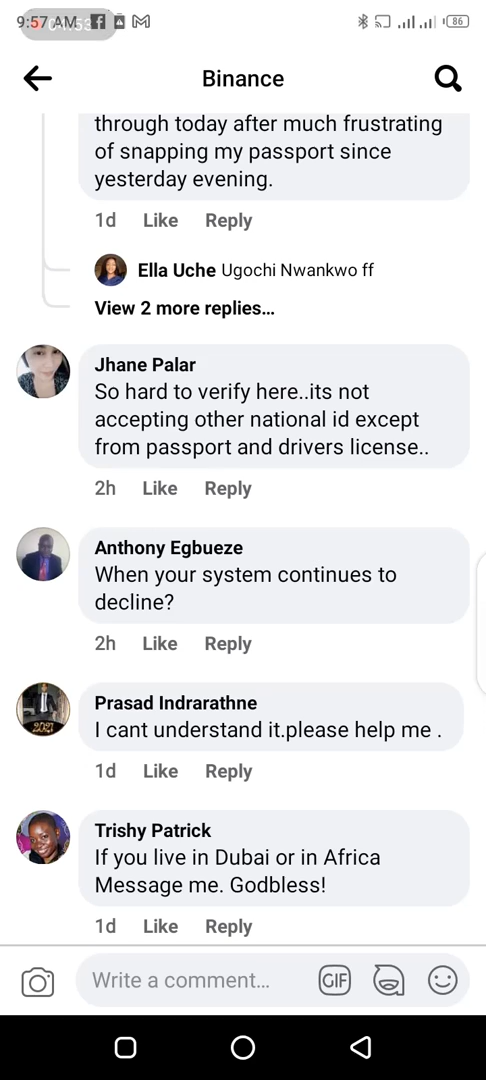 9:57 AM
86
Binance
through today after much frustrating
of snapping my passport since
yesterday evening.
1d Like Reply
Ella Uche Ugochi Nwankwo ff
View 2 more replies...
Jhane Palar
So hard to verify here..its not
accepting other national id except
from passport and drivers license..
2h Like Reply
Anthony Egbueze
When your system continues to
decline?
2h Like Reply
Prasad Indrarathne
I cant understand it.please help me .
1d Like Reply
Trishy Patrick
If you live in Dubai or in Africa
Message me. Godbless!
1d Like Reply
Write a comment...
GIF